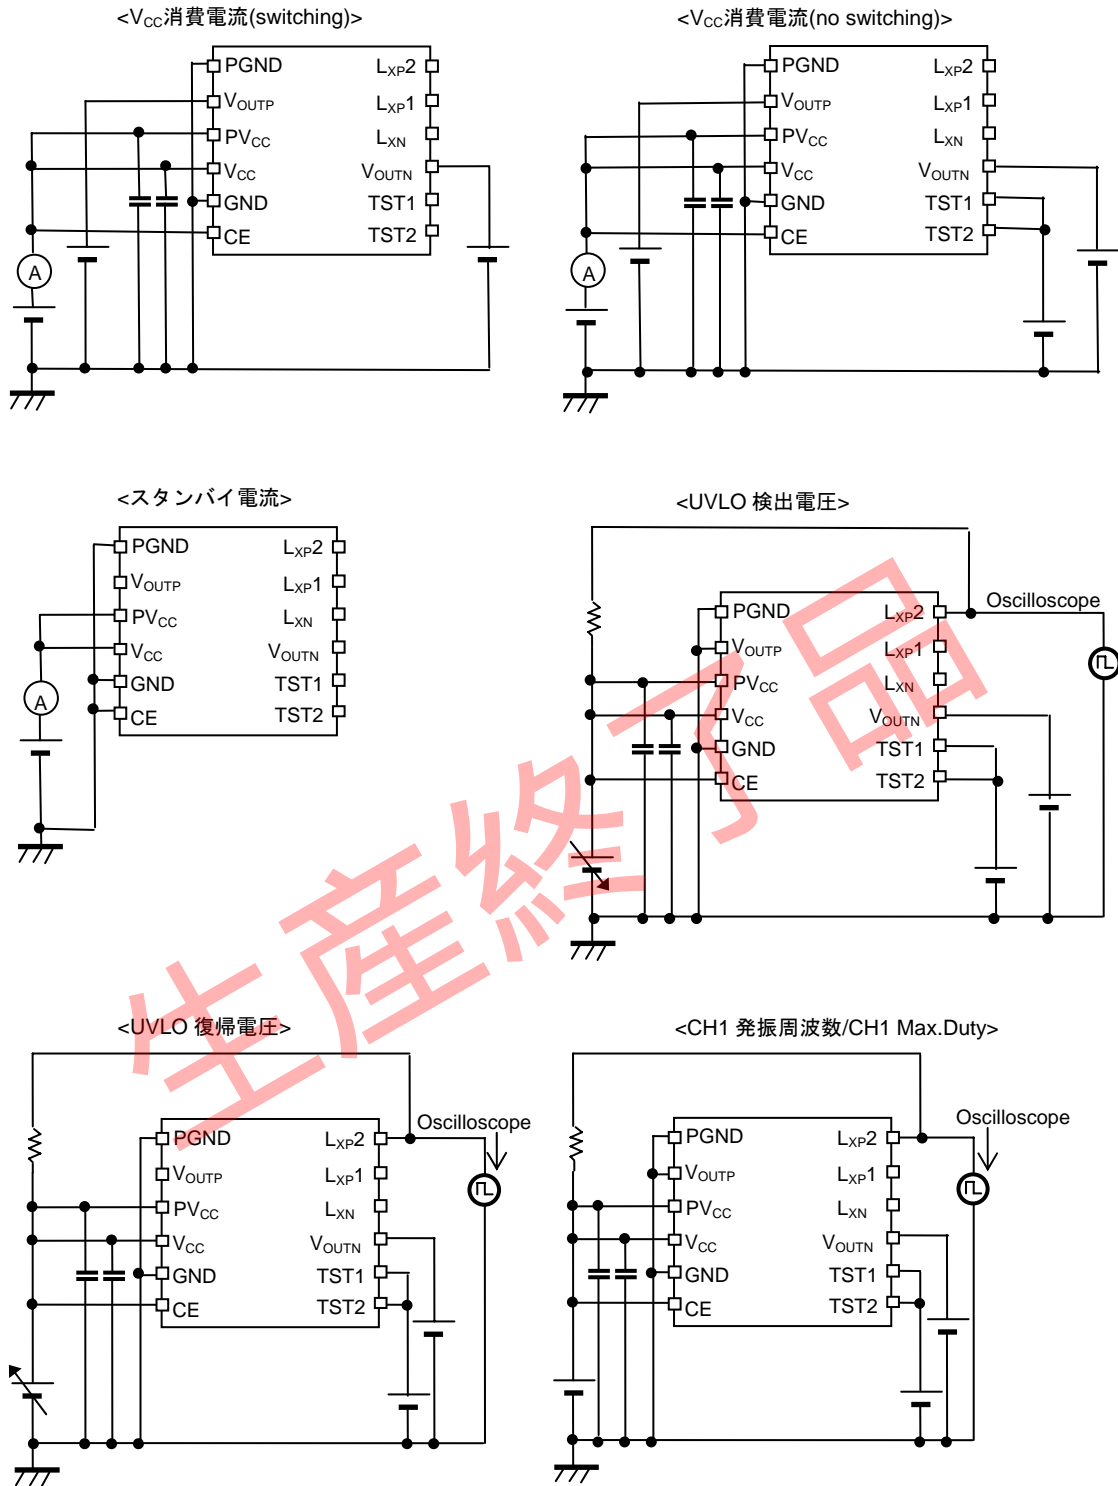 <VCC消費電流(switching)>
PGND
VOUTP
PVCC
VCC
GND
CE
LXP2
LXP1
LXN
VOUTN
TST1
TST2
A
<VCC消費電流(no switching)>
PGND
VOUTP
PVCC
VCC
GND
CE
LXP2
LXP1
LXN
VOUTN
TST1
TST2
A
<スタンバイ電流>
PGND
VOUTP
PVCC
VCC
GND
CE
LXP2
LXP1
LXN
VOUTN
TST1
TST2
A
<UVLO 検出電圧>
PGND
VOUTP
PVCC
VCC
GND
CE
LXP2
LXP1
LXN
VOUTN
TST1
TST2
Oscilloscope
<UVLO 復帰電圧>
PGND
VOUTP
PVCC
VCC
GND
CE
LXP2
LXP1
LXN
VOUTN
TST1
TST2
Oscilloscope
<CH1 発振周波数/CH1 Max.Duty>
PGND
VOUTP
PVCC
VCC
GND
CE
LXP2
LXP1
LXN
VOUTN
TST1
TST2
Oscilloscope
生産終了品